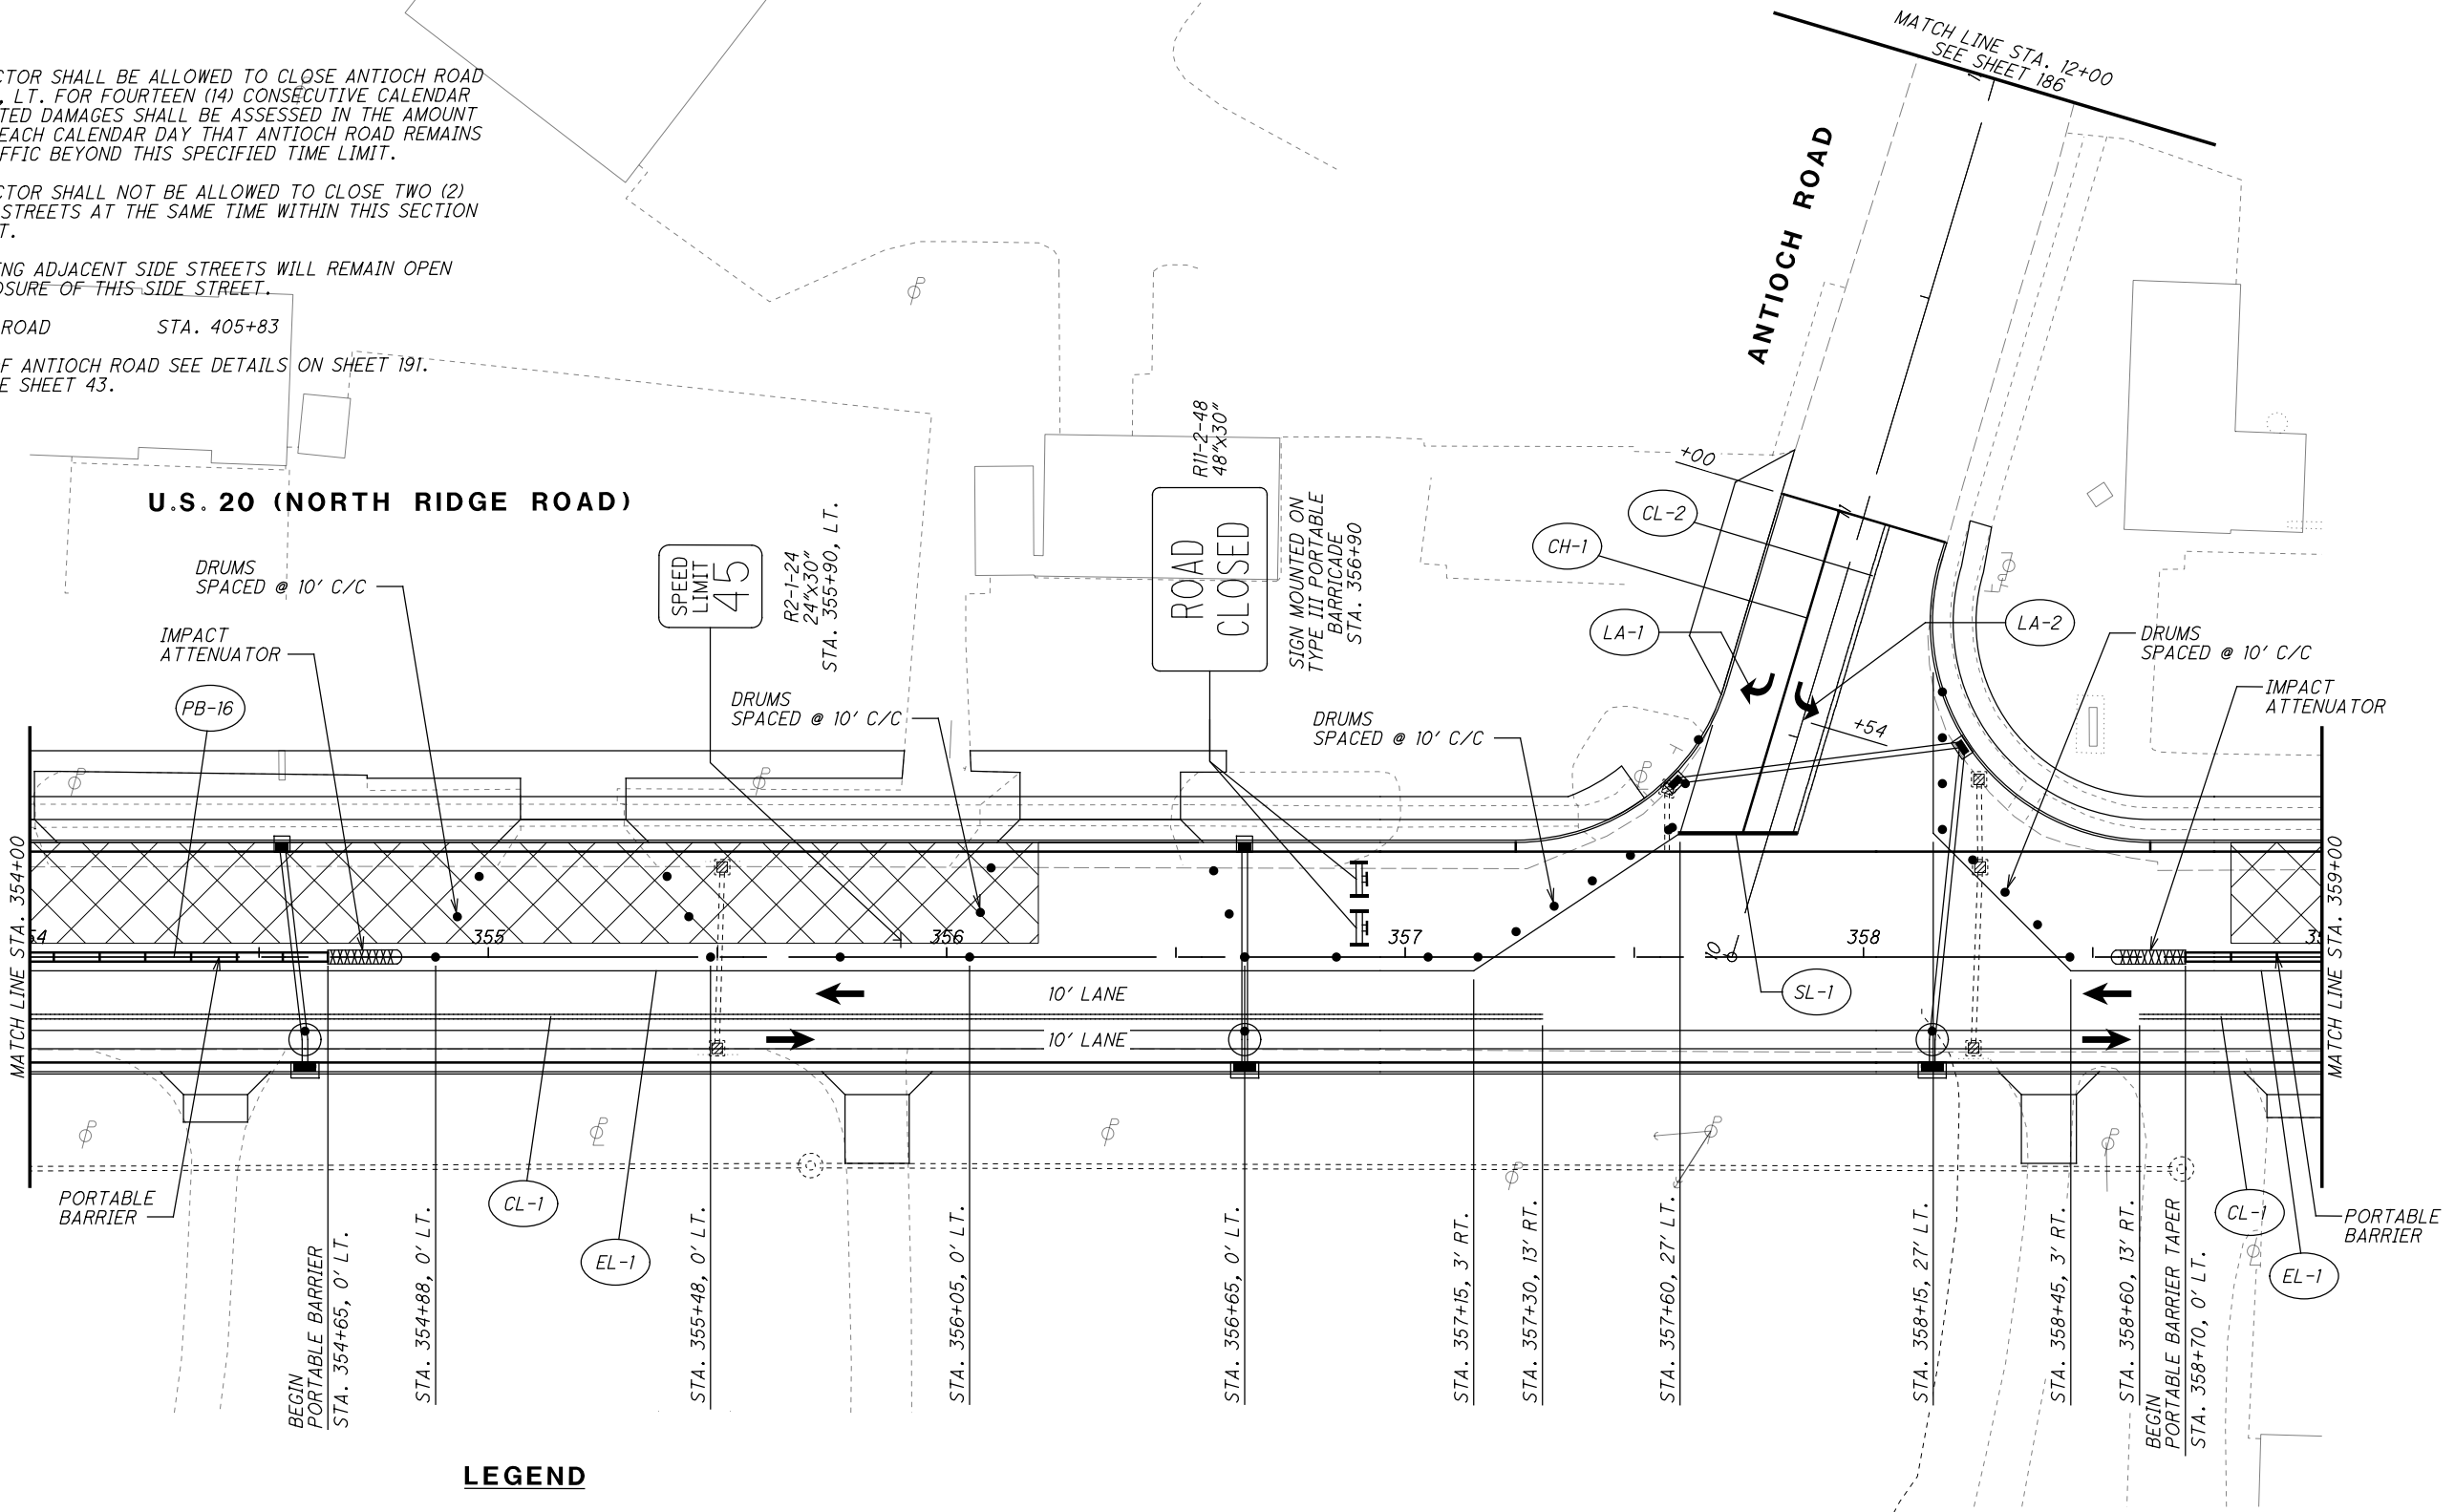 CTOR SHALL BE ALLOWED TO CLOSE ANTIOCH ROAD
, LT. FOR FOURTEEN (14) CONSECUTIVE CALENDAR
TED DAMAGES SHALL BE ASSESSED IN THE AMOUNT
EACH CALENDAR DAY THAT ANTIOCH ROAD REMAINS
FFIC BEYOND THIS SPECIFIED TIME LIMIT.
CTOR SHALL NOT BE ALLOWED TO CLOSE TWO (2)
STREETS AT THE SAME TIME WITHIN THIS SECTION
T.
NG ADJACENT SIDE STREETS WILL REMAIN OPEN
OSURE OF THIS SIDE STREET.
ROAD STA. 405+83
F ANTIOCH ROAD SEE DETAILS ON SHEET 191.
E SHEET 43.
MATCH LINE STA. 12+00
SEE SHEET 186
ANTIOCH ROAD
U.S. 20 (NORTH RIDGE ROAD)
DRUMS
SPACED @ 10' C/C
IMPACT
ATTENUATOR
PB-16
SPEED
LIMIT
45
R2-1-24
24"x30"
STA. 355+90, LT.
DRUMS
SPACED @ 10' C/C
R11-2-48
48"x30"
ROAD
CLOSED
SIGN MOUNTED ON
TYPE III PORTABLE
BARRICADE
STA. 356+90
DRUMS
SPACED @ 10' C/C
+00
CL-2
CH-1
LA-1
LA-2
+54
DRUMS
SPACED @ 10' C/C
IMPACT
ATTENUATOR
MATCH LINE STA. 354+00
54
355
356
357
358
10
35
MATCH LINE STA. 359+00
10' LANE
10' LANE
SL-1
PORTABLE
BARRIER
CL-1
EL-1
CL-1
EL-1
PORTABLE
BARRIER
BEGIN
PORTABLE BARRIER
STA. 354+65, 0' LT.
STA. 354+88, 0' LT.
STA. 355+48, 0' LT.
STA. 356+05, 0' LT.
STA. 356+65, 0' LT.
STA. 357+15, 3' RT.
STA. 357+30, 13' RT.
STA. 357+60, 27' LT.
STA. 358+15, 27' LT.
STA. 358+45, 3' RT.
STA. 358+60, 13' RT.
BEGIN
PORTABLE BARRIER TAPER
STA. 358+70, 0' LT.
LEGEND